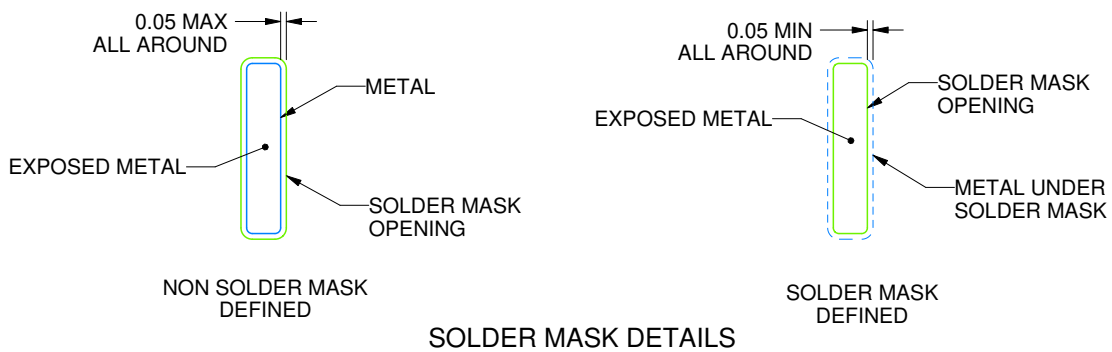 0.05 MAX
ALL AROUND
METAL
EXPOSED METAL
SOLDER MASK
OPENING
NON SOLDER MASK
DEFINED
0.05 MIN
ALL AROUND
SOLDER MASK
OPENING
EXPOSED METAL
METAL UNDER
SOLDER MASK
SOLDER MASK
DEFINED
SOLDER MASK DETAILS